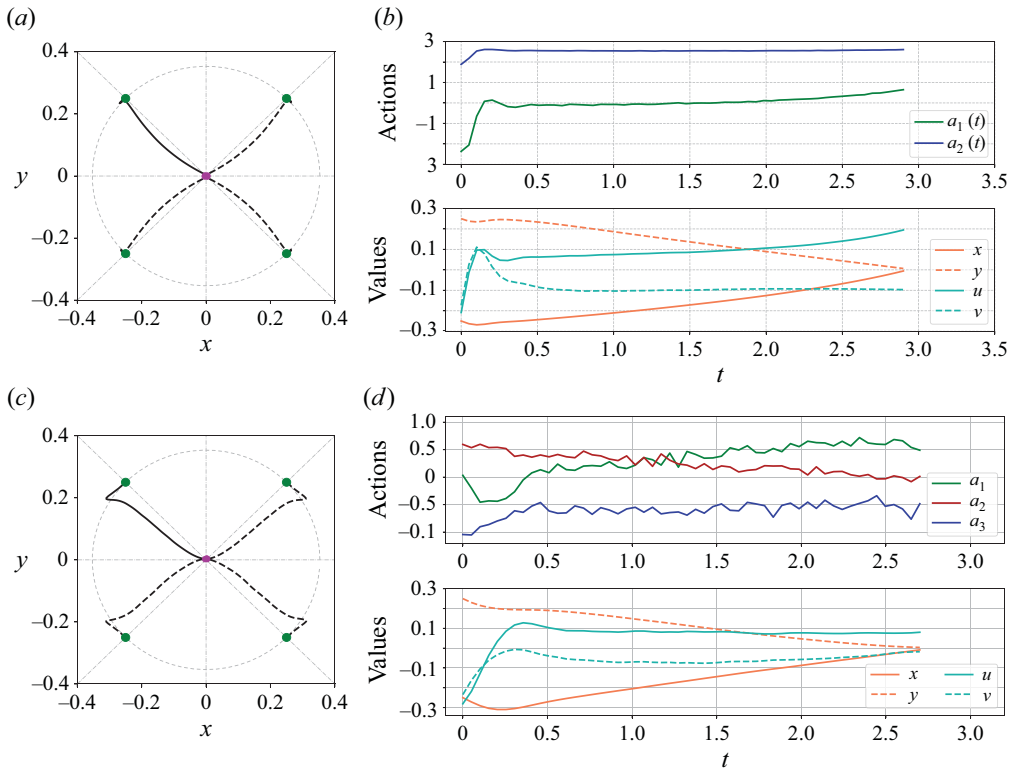 (a)
0.4
0.2
y
0
−0.2
−0.4
−0.4 −0.2 0 0.2 0.4
x
(b)
3
Actions
−1
3
a1 (t)
a2 (t)
0 0.5 1.0 1.5 2.0 2.5 3.0 3.5
0.3
Values
0.1
−0.1
−0.3
x
y
u
v
0 0.5 1.0 1.5 2.0 2.5 3.0 3.5
t
(c)
0.4
0.2
y
0
−0.2
−0.4
−0.4 −0.2 0 0.2 0.4
x
(d)
1.0
Actions
0.5
0
−0.5
−0.1
a1
a2
a3
0 0.5 1.0 1.5 2.0 2.5 3.0
0.3
Values
0.1
−0.1
−0.3
x u
y v
0 0.5 1.0 1.5 2.0 2.5 3.0
t